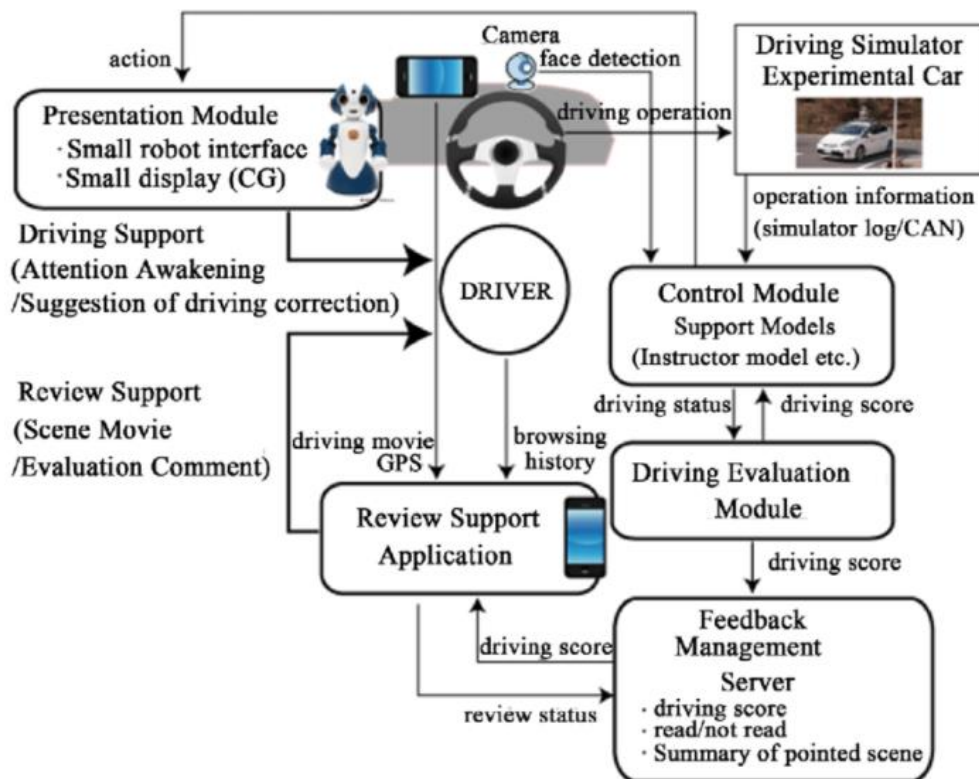 action
Camera
face detection
Driving Simulator
Experimental Car
Presentation Module
· Small robot interface
· Small display (CG)
driving operation
operation information
(simulator log/CAN)
Driving Support
(Attention Awakening
/Suggestion of driving correction)
DRIVER
Control Module
Support Models
(Instructor model etc.)
Review Support
(Scene Movie
/Evaluation Comment)
driving status
driving score
driving movie
GPS
browsing
history
Driving Evaluation
Module
Review Support
Application
driving score
Feedback
Management
Server
· driving score
· read/not read
· Summary of pointed scene
driving score
review status